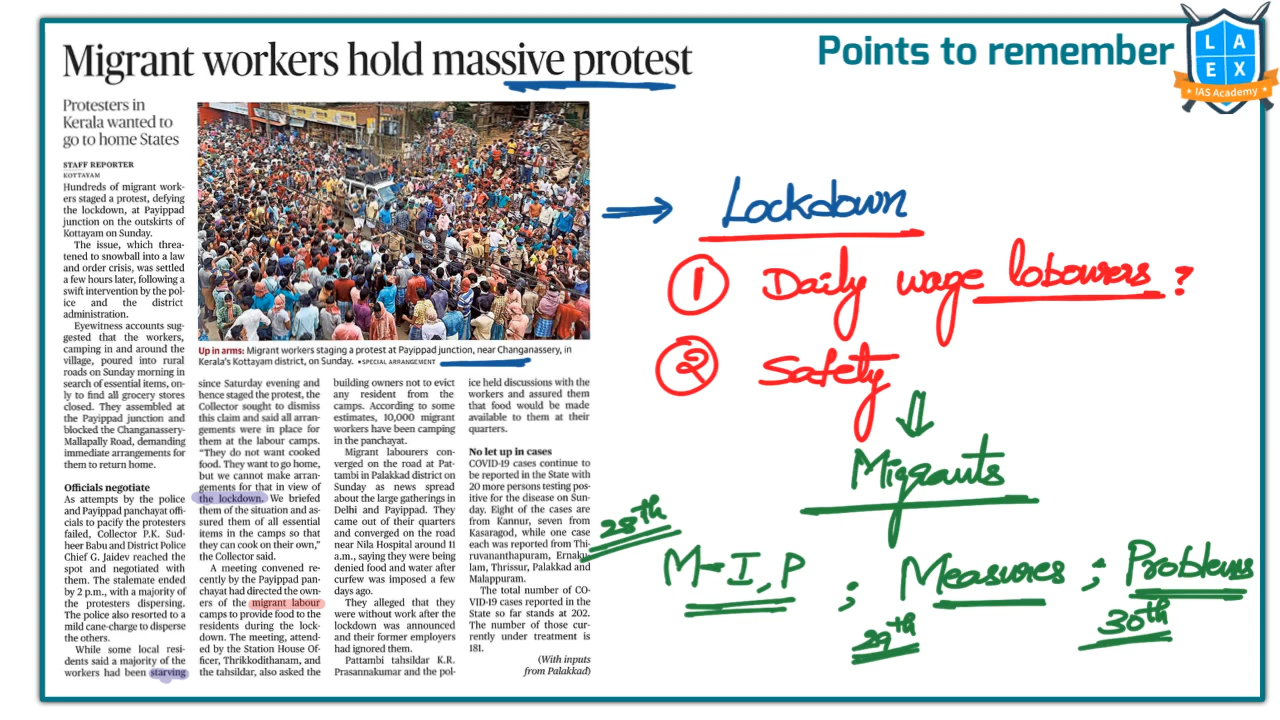 Migrant workers hold massive protest
Protesters in
Kerala wanted to
go to home States
STAFF REPORTER
KOTTAYAM
Hundreds of migrant work-
ers staged a protest, defying
the lockdown, at Payippad
junction on the outskirts of
Kottayam on Sunday.
The issue, which threa-
tened to snowball into a law
and order crisis, was settled
a few hours later, following a
swift intervention by the pol-
ice and the district
administration.
Eyewitness accounts sug-
gested that the workers,
camping in and around the
village, poured into rural
roads on Sunday morning in
search of essential items, on-
ly to find all grocery stores
closed. They assembled at
the Payippad junction and
blocked the Changanassery-
Mallapally Road, demanding
immediate arrangements for
them to return home.
Officials negotiate
As attempts by the police
and Payippad panchayat offi-
cials to pacify the protesters
failed, Collector P.K. Sud-
heer Babu and District Police
Chief G. Jaidev reached the
spot and negotiated with
them. The stalemate ended
by 2 p.m., with a majority of
the protesters dispersing.
The police also resorted to a
mild cane-charge to disperse
the others.
While some local resi-
dents said a majority of the
workers had been starving
Up in arms: Migrant workers staging a protest at Payippad junction, near Changanassery, in
Kerala's Kottayam district, on Sunday. •SPECIAL ARRANGEMENT
since Saturday evening and
hence staged the protest, the
Collector sought to dismiss
this claim and said all arran-
gements were in place for
them at the labour camps.
"They do not want cooked
food. They want to go home,
but we cannot make arran-
gements for that in view of
the lockdown. We briefed
them of the situation and as-
sured them of all essential
items in the camps so that
they can cook on their own,"
the Collector said.
A meeting convened re-
cently by the Payippad pan-
chayat had directed the own-
ers of the migrant labour
camps to provide food to the
residents during the lock-
down. The meeting, attend-
ed by the Station House Of-
ficer, Thrikkodithanam, and
the tahsildar, also asked the
building owners not to evict
any resident from the
camps. According to some
estimates, 10,000 migrant
workers have been camping
in the panchayat.
Migrant labourers con-
verged on the road at Pat-
tambi in Palakkad district on
Sunday as news spread
about the large gatherings in
Delhi and Payippad. They
came out of their quarters
and converged on the road
near Nila Hospital around 11
a.m., saying they were being
denied food and water after
curfew was imposed a few
days ago.
They alleged that they
were without work after the
lockdown was announced
and their former employers
had ignored them.
Pattambi tahsildar K.R.
Prasannakumar and the pol-
ice held discussions with the
workers and assured them
that food would be made
available to them at their
quarters.
No let up in cases
COVID-19 cases continue to
be reported in the State with
20 more persons testing pos-
itive for the disease on Sun-
day. Eight of the cases are
from Kannur, seven from
Kasaragod, while one case
each was reported from Thi-
ruvananthapuram, Ernaku-
lam, Thrissur, Palakkad and
Malappuram.
The total number of CO-
VID-19 cases reported in the
State so far stands at 202.
The number of those cur-
rently under treatment is
181.
(With inputs
from Palakkad)
Points to remember
L A
E X
IAS Academy
Lockdown
1 Daily wage labourers?
2 Safety
Migrants
28th
M-I, P ; Measures ; Problems
29th
30th